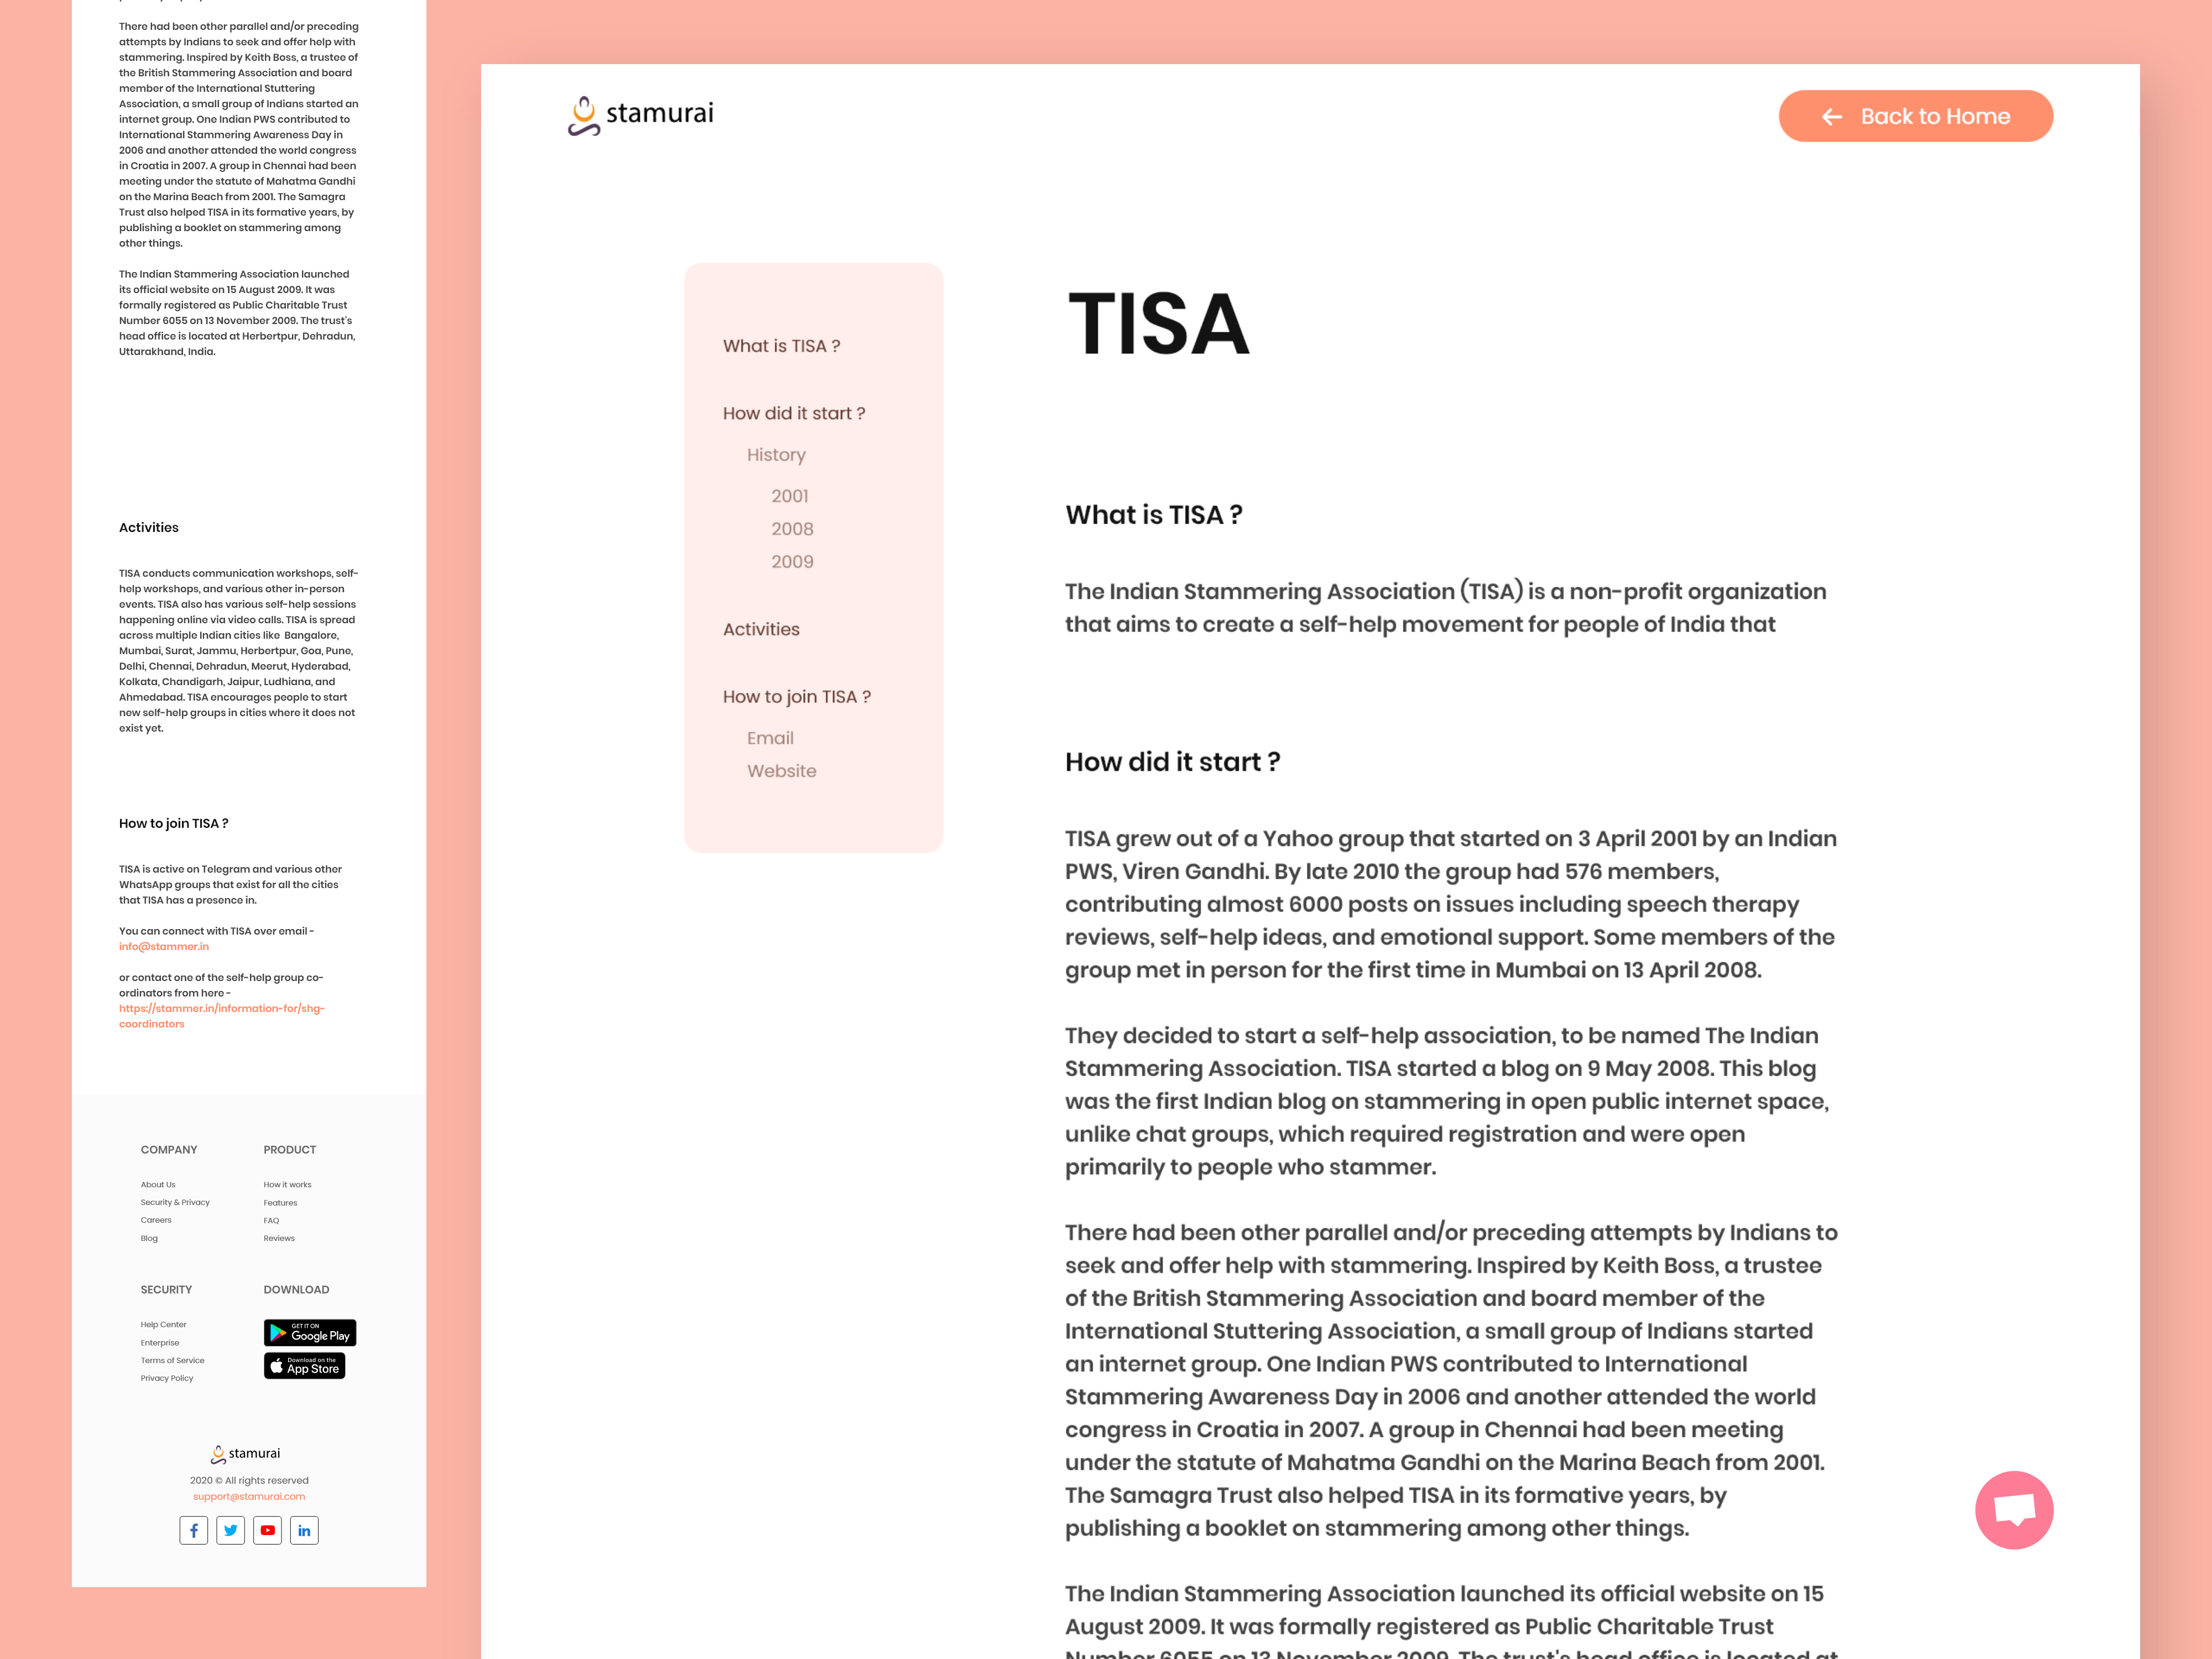 There had been other parallel and/or preceding
attempts by Indians to seek and offer help with
stammering. Inspired by Keith Boss, a trustee of
the British Stammering Association and board
member of the International Stuttering
Association, a small group of Indians started an
internet group. One Indian PWS contributed to
International Stammering Awareness Day in
2006 and another attended the world congress
in Croatia in 2007. A group in Chennai had been
meeting under the statute of Mahatma Gandhi
on the Marina Beach from 2001. The Samagra
Trust also helped TISA in its formative years, by
publishing a booklet on stammering among
other things.
The Indian Stammering Association launched
its official website on 15 August 2009. It was
formally registered as Public Charitable Trust
Number 6055 on 13 November 2009. The trust's
head office is located at Herbertpur, Dehradun,
Uttarakhand, India.
Activities
TISA conducts communication workshops, self-
help workshops, and various other in-person
events. TISA also has various self-help sessions
happening online via video calls. TISA is spread
across multiple Indian cities like Bangalore,
Mumbai, Surat, Jammu, Herbertpur, Goa, Pune,
Delhi, Chennai, Dehradun, Meerut, Hyderabad,
Kolkata, Chandigarh, Jaipur, Ludhiana, and
Ahmedabad. TISA encourages people to start
new self-help groups in cities where it does not
exist yet.
How to join TISA ?
TISA is active on Telegram and various other
WhatsApp groups that exist for all the cities
that TISA has a presence in.
You can connect with TISA over email -
info@stammer.in
or contact one of the self-help group co-
ordinators from here -
https://stammer.in/information-for/shg-
coordinators
COMPANY
About Us
Security & Privacy
Careers
Blog
PRODUCT
How it works
Features
FAQ
Reviews
SECURITY
Help Center
Enterprise
Terms of Service
Privacy Policy
DOWNLOAD
GET IT ON
Google Play
Download on the
App Store
stamurai
2020 © All rights reserved
support@stamurai.com
stamurai
← Back to Home
What is TISA ?
How did it start ?
History
2001
2008
2009
Activities
How to join TISA ?
Email
Website
TISA
What is TISA ?
The Indian Stammering Association (TISA) is a non-profit organization
that aims to create a self-help movement for people of India that
How did it start ?
TISA grew out of a Yahoo group that started on 3 April 2001 by an Indian
PWS, Viren Gandhi. By late 2010 the group had 576 members,
contributing almost 6000 posts on issues including speech therapy
reviews, self-help ideas, and emotional support. Some members of the
group met in person for the first time in Mumbai on 13 April 2008.
They decided to start a self-help association, to be named The Indian
Stammering Association. TISA started a blog on 9 May 2008. This blog
was the first Indian blog on stammering in open public internet space,
unlike chat groups, which required registration and were open
primarily to people who stammer.
There had been other parallel and/or preceding attempts by Indians to
seek and offer help with stammering. Inspired by Keith Boss, a trustee
of the British Stammering Association and board member of the
International Stuttering Association, a small group of Indians started
an internet group. One Indian PWS contributed to International
Stammering Awareness Day in 2006 and another attended the world
congress in Croatia in 2007. A group in Chennai had been meeting
under the statute of Mahatma Gandhi on the Marina Beach from 2001.
The Samagra Trust also helped TISA in its formative years, by
publishing a booklet on stammering among other things.
The Indian Stammering Association launched its official website on 15
August 2009. It was formally registered as Public Charitable Trust
Number 6055 on 13 November 2009. The trust's head office is located at